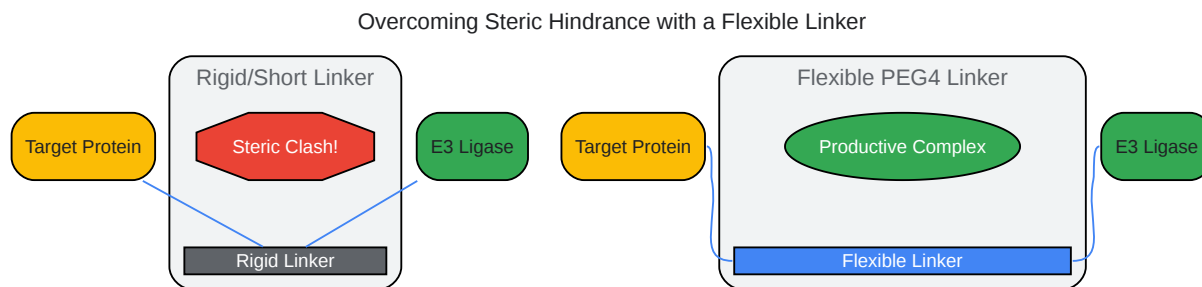 Overcoming Steric Hindrance with a Flexible Linker
Rigid/Short Linker
Target Protein
Steric Clash!
E3 Ligase
Rigid Linker
Flexible PEG4 Linker
Target Protein
Productive Complex
E3 Ligase
Flexible Linker